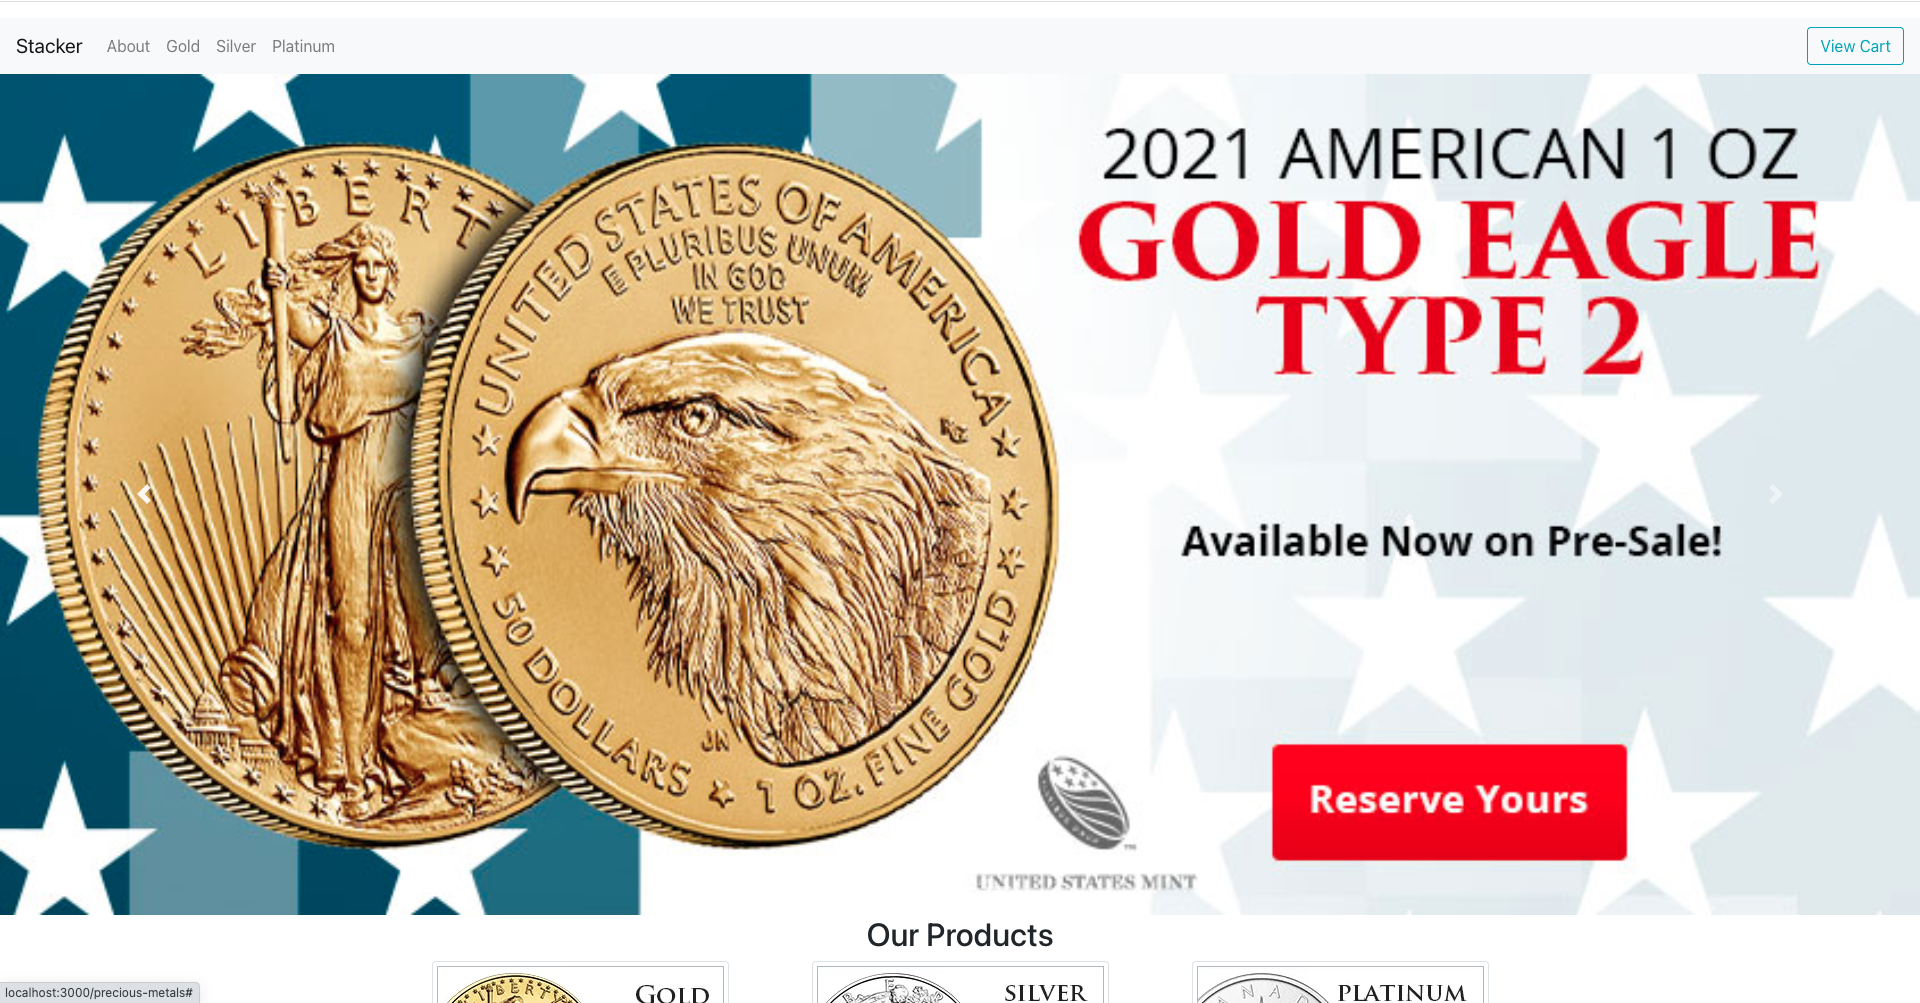 Stacker About Gold Silver Platinum View Cart
LIBERT
UNITED STATES OF AMERICA
E PLURIBUS UNUM
IN GOD
WE TRUST
50 DOLLARS
1 OZ. FINE GOLD
JN
2021 AMERICAN 1 OZ
GOLD EAGLE
TYPE 2
Available Now on Pre-Sale!
Reserve Yours
UNITED STATES MINT
Our Products
LIBERTY
GOLD
SILVER
PLATINUM
localhost:3000/precious-metals#